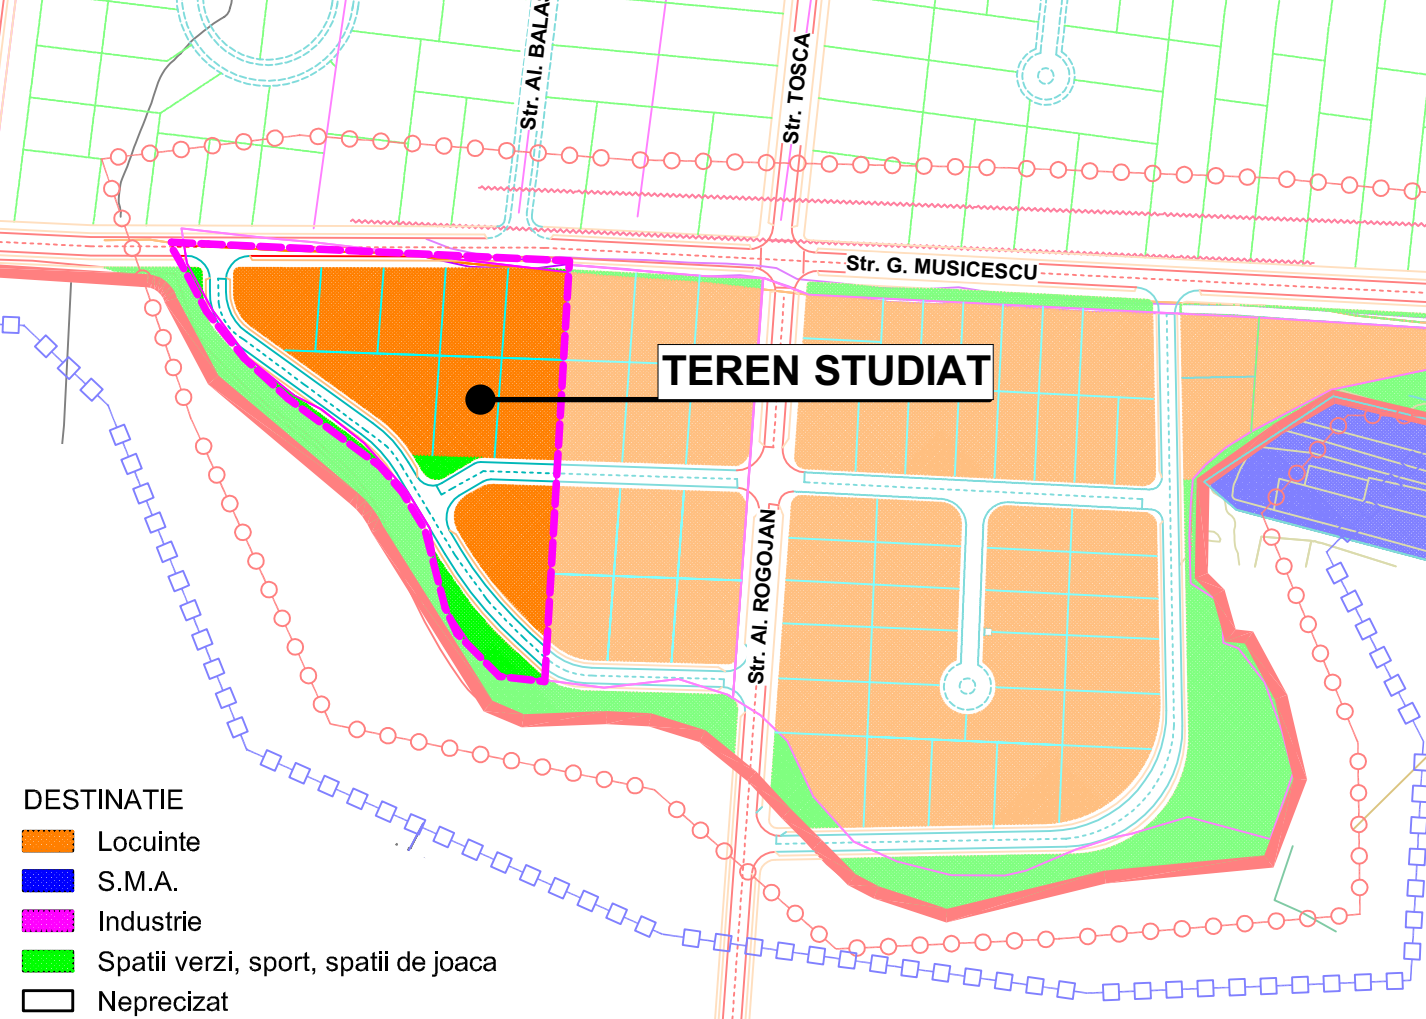 Str. Al. BALA
Str. TOSCA
Str. G. MUSICESCU
TEREN STUDIAT
Str. Al. ROGOJAN
DESTINATIE
Locuinte
S.M.A.
Industrie
Spatii verzi, sport, spatii de joaca
Neprecizat